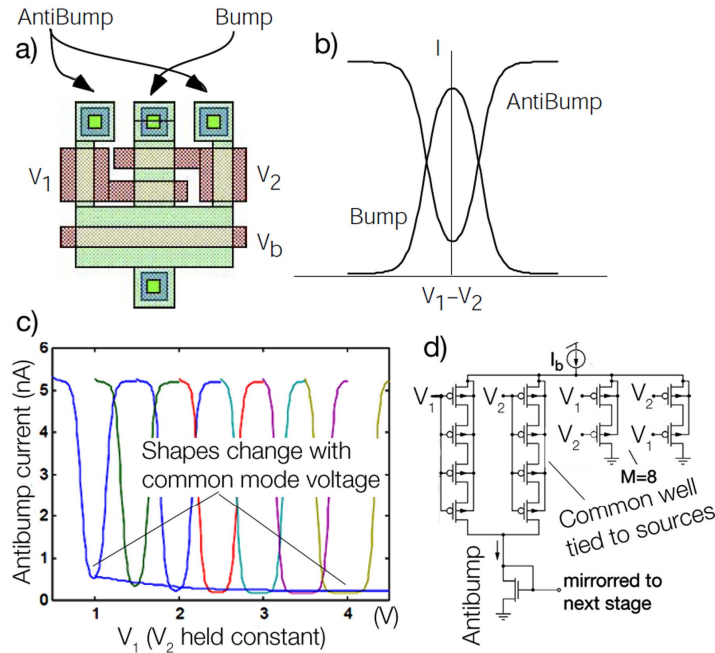 AntiBump Bump
a)
V1 V2
Vb
b)
I
AntiBump
Bump
V1–V2
c)
Antibump current (nA)
6
5
4
3
2
1
0
Shapes change with
common mode voltage
1 2 3 4 (V)
V1 (V2 held constant)
d)
Ib
V1 V2 V1 V2
V2 V1
M=8
Common well
tied to sources
Antibump
mirrorred to
next stage